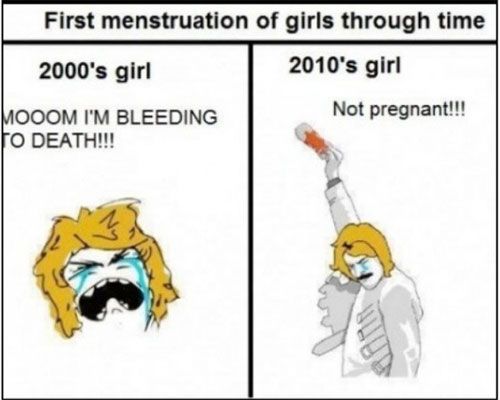 First menstruation of girls through time
2000's girl
MOOOM I'M BLEEDING
TO DEATH!!!
2010's girl
Not pregnant!!!